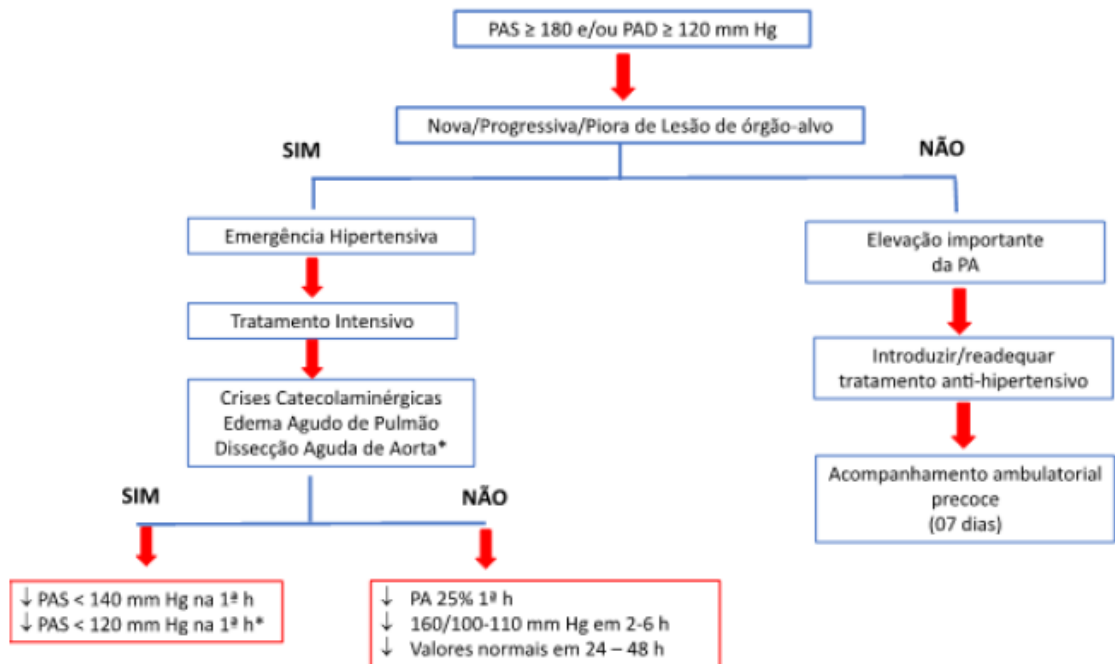 PAS ≥ 180 e/ou PAD ≥ 120 mm Hg
Nova/Progressiva/Piora de Lesão de órgão-alvo
SIM
NÃO
Emergência Hipertensiva
Elevação importante
da PA
Tratamento Intensivo
Introduzir/readequar
tratamento anti-hipertensivo
Crises Catecolaminérgicas
Edema Agudo de Pulmão
Dissecção Aguda de Aorta*
Acompanhamento ambulatorial
precoce
(07 dias)
SIM
NÃO
↓ PAS < 140 mm Hg na 1ª h
↓ PAS < 120 mm Hg na 1ª h*
↓ PA 25% 1ª h
↓ 160/100-110 mm Hg em 2-6 h
↓ Valores normais em 24 – 48 h